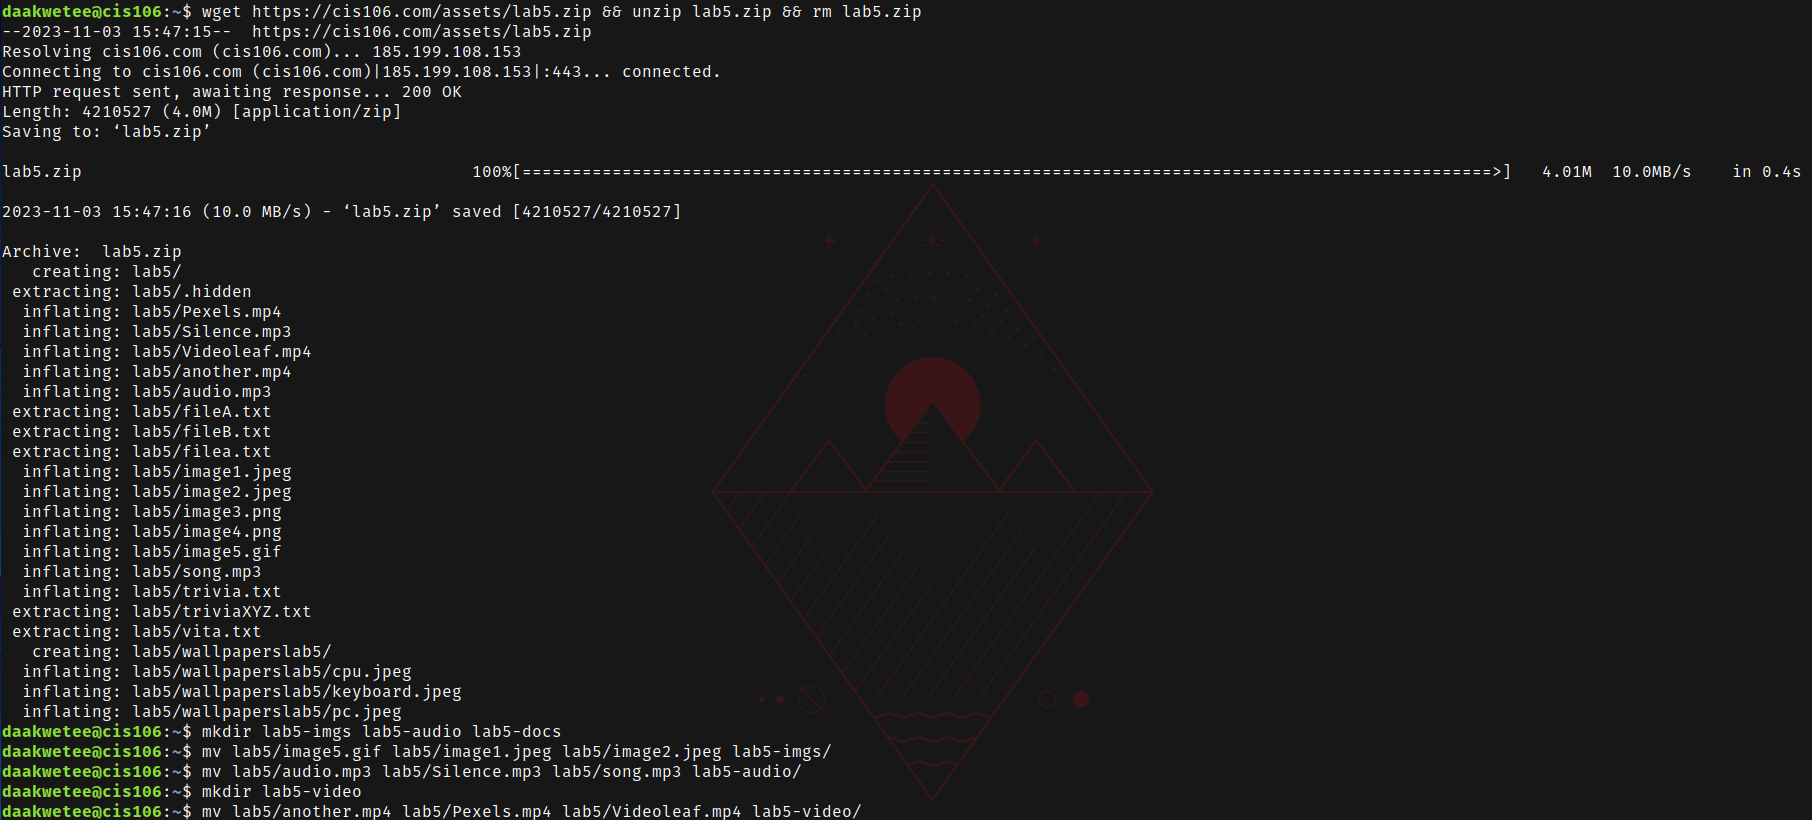 daakwetee@cis106:~$ wget https://cis106.com/assets/lab5.zip && unzip lab5.zip && rm lab5.zip
--2023-11-03 15:47:15--  https://cis106.com/assets/lab5.zip
Resolving cis106.com (cis106.com)... 185.199.108.153
Connecting to cis106.com (cis106.com)|185.199.108.153|:443... connected.
HTTP request sent, awaiting response... 200 OK
Length: 4210527 (4.0M) [application/zip]
Saving to: ‘lab5.zip’
lab5.zip                                       100%[=================================================================================================>]   4.01M  10.0MB/s    in 0.4s
2023-11-03 15:47:16 (10.0 MB/s) - ‘lab5.zip’ saved [4210527/4210527]
Archive:  lab5.zip
   creating: lab5/
 extracting: lab5/.hidden
  inflating: lab5/Pexels.mp4
  inflating: lab5/Silence.mp3
  inflating: lab5/Videoleaf.mp4
  inflating: lab5/another.mp4
  inflating: lab5/audio.mp3
 extracting: lab5/fileA.txt
 extracting: lab5/fileB.txt
 extracting: lab5/filea.txt
  inflating: lab5/image1.jpeg
  inflating: lab5/image2.jpeg
  inflating: lab5/image3.png
  inflating: lab5/image4.png
  inflating: lab5/image5.gif
  inflating: lab5/song.mp3
  inflating: lab5/trivia.txt
 extracting: lab5/triviaXYZ.txt
 extracting: lab5/vita.txt
   creating: lab5/wallpaperslab5/
  inflating: lab5/wallpaperslab5/cpu.jpeg
  inflating: lab5/wallpaperslab5/keyboard.jpeg
  inflating: lab5/wallpaperslab5/pc.jpeg
daakwetee@cis106:~$ mkdir lab5-imgs lab5-audio lab5-docs
daakwetee@cis106:~$ mv lab5/image5.gif lab5/image1.jpeg lab5/image2.jpeg lab5-imgs/
daakwetee@cis106:~$ mv lab5/audio.mp3 lab5/Silence.mp3 lab5/song.mp3 lab5-audio/
daakwetee@cis106:~$ mkdir lab5-video
daakwetee@cis106:~$ mv lab5/another.mp4 lab5/Pexels.mp4 lab5/Videoleaf.mp4 lab5-video/